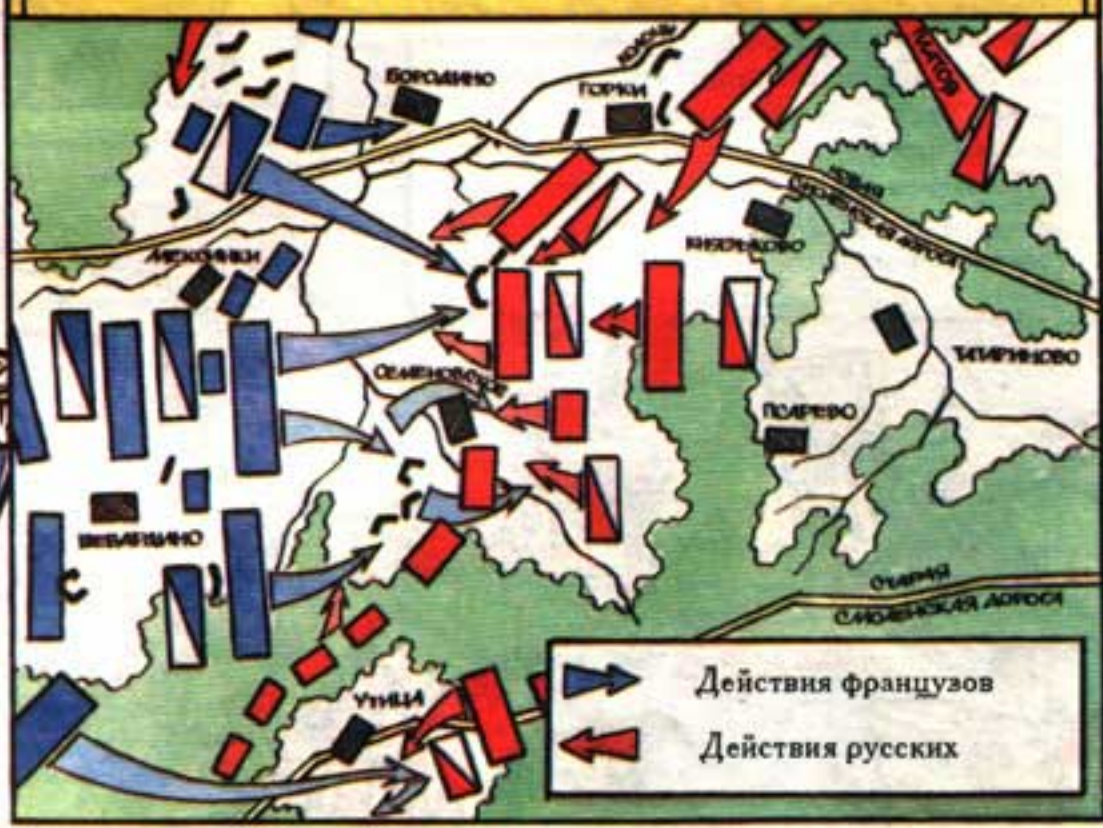 БОРОДИНО
КОЛОЧЬ
ГОРКИ
ПЛАТОВ
НОВАЯ
СМОЛЕНСКАЯ ДОРОГА
КНЯЗЬКОВО
ТАТАРИНОВО
СЕМЕНОВСКОЕ
ПСАРЕВО
ШЕВАРДИНО
СТАРАЯ
СМОЛЕНСКАЯ ДОРОГА
УТИЦА
Действия французов
Действия русских